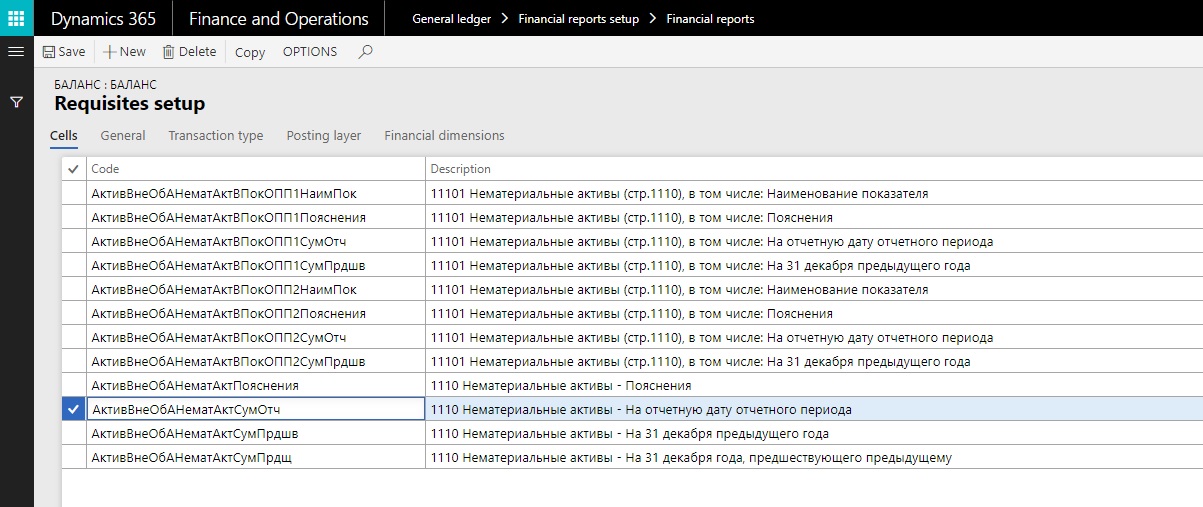 Dynamics 365 Finance and Operations General ledger Financial reports setup Financial reports
Save New Delete Copy OPTIONS
БАЛАНС : БАЛАНС
Requisites setup
Cells General Transaction type Posting layer Financial dimensions
Code Description
АктивВнеОбАНематАктВПокОПП1НаимПок 11101 Нематериальные активы (стр.1110), в том числе: Наименование показателя
АктивВнеОбАНематАктВПокОПП1Пояснения 11101 Нематериальные активы (стр.1110), в том числе: Пояснения
АктивВнеОбАНематАктВПокОПП1СумОтч 11101 Нематериальные активы (стр.1110), в том числе: На отчетную дату отчетного периода
АктивВнеОбАНематАктВПокОПП1СумПрдшв 11101 Нематериальные активы (стр.1110), в том числе: На 31 декабря предыдущего года
АктивВнеОбАНематАктВПокОПП2НаимПок 11101 Нематериальные активы (стр.1110), в том числе: Наименование показателя
АктивВнеОбАНематАктВПокОПП2Пояснения 11101 Нематериальные активы (стр.1110), в том числе: Пояснения
АктивВнеОбАНематАктВПокОПП2СумОтч 11101 Нематериальные активы (стр.1110), в том числе: На отчетную дату отчетного периода
АктивВнеОбАНематАктВПокОПП2СумПрдшв 11101 Нематериальные активы (стр.1110), в том числе: На 31 декабря предыдущего года
АктивВнеОбАНематАктПояснения 1110 Нематериальные активы - Пояснения
АктивВнеОбАНематАктСумОтч 1110 Нематериальные активы - На отчетную дату отчетного периода
АктивВнеОбАНематАктСумПрдшв 1110 Нематериальные активы - На 31 декабря предыдущего года
АктивВнеОбАНематАктСумПрдщ 1110 Нематериальные активы - На 31 декабря года, предшествующего предыдущему